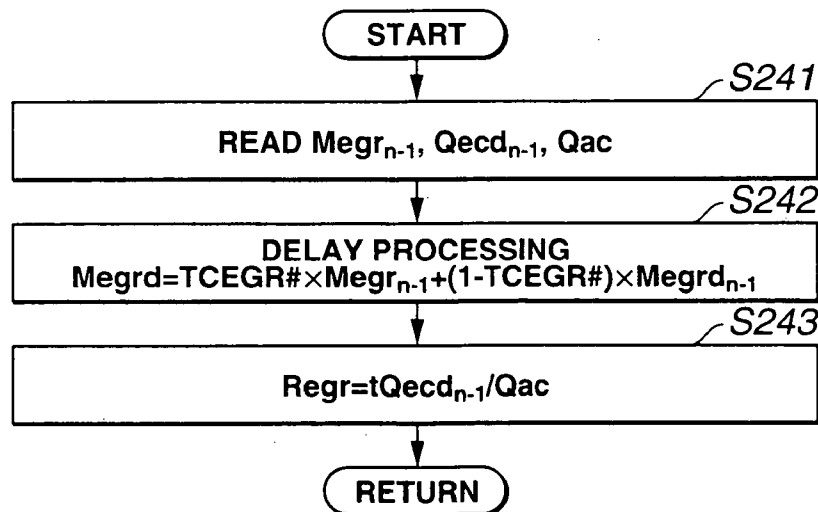 START
S241
READ Megrₙ₋₁, Qecdₙ₋₁, Qac
S242
DELAY PROCESSING
Megrd=TCEGR#×Megrₙ₋₁+(1-TCEGR#)×Megrdₙ₋₁
S243
Regr=tQecdₙ₋₁/Qac
RETURN